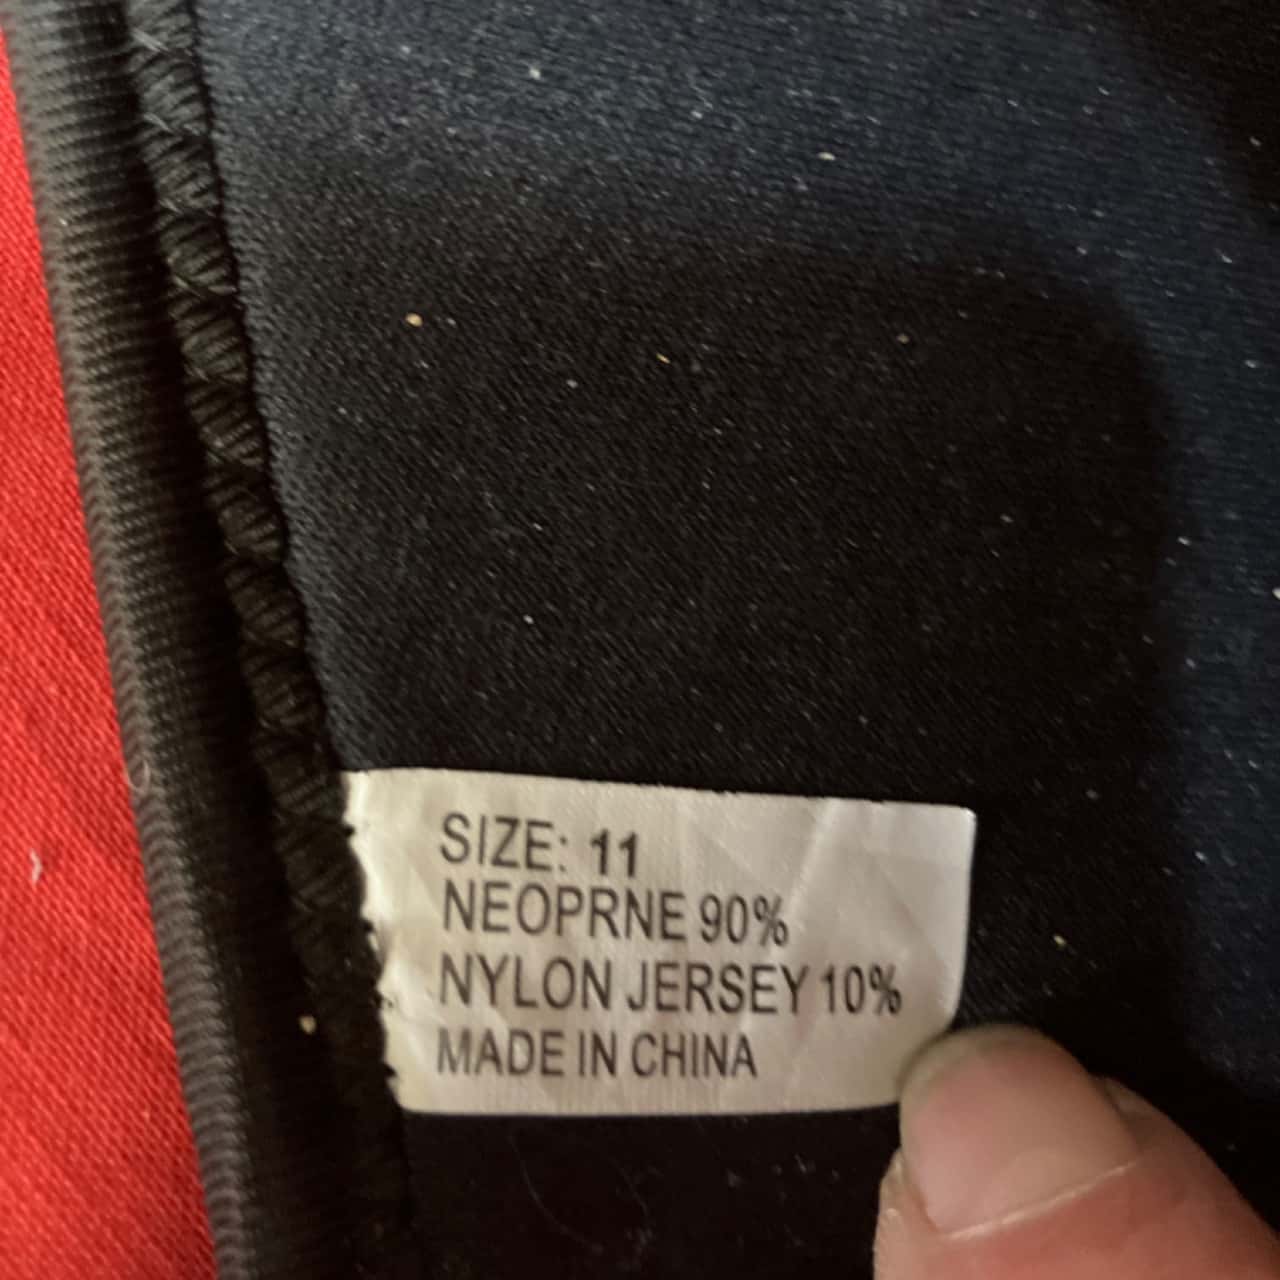 SIZE: 11
NEOPRNE 90%
NYLON JERSEY 10%
MADE IN CHINA